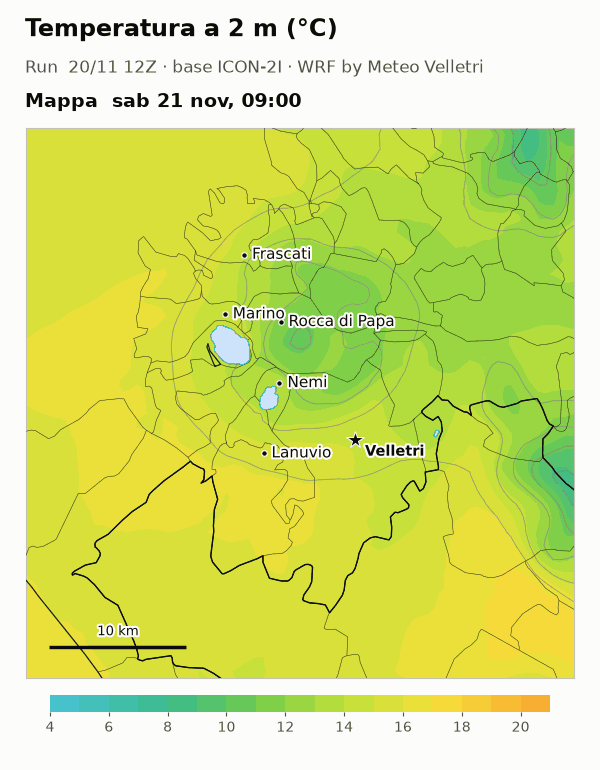 Temperatura a 2 m (°C)
Run 20/11 12Z · base ICON-2I · WRF by Meteo Velletri
Mappa sab 21 nov, 09:00
Frascati
Marino
Rocca di Papa
Nemi
Velletri
Lanuvio
10 km
4 6 8 10 12 14 16 18 20